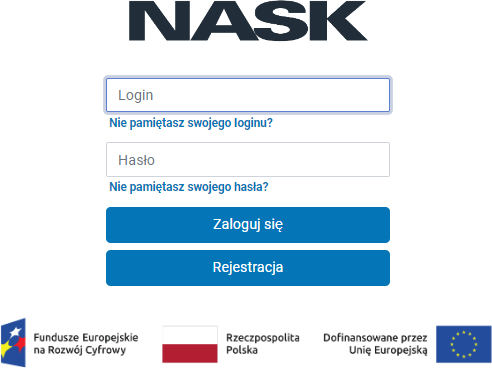 NASK
Login
Nie pamiętasz swojego loginu?
Hasło
Nie pamiętasz swojego hasła?
Zaloguj się
Rejestracja
Fundusze Europejskie
na Rozwój Cyfrowy
Rzeczpospolita
Polska
Dofinansowane przez
Unię Europejską